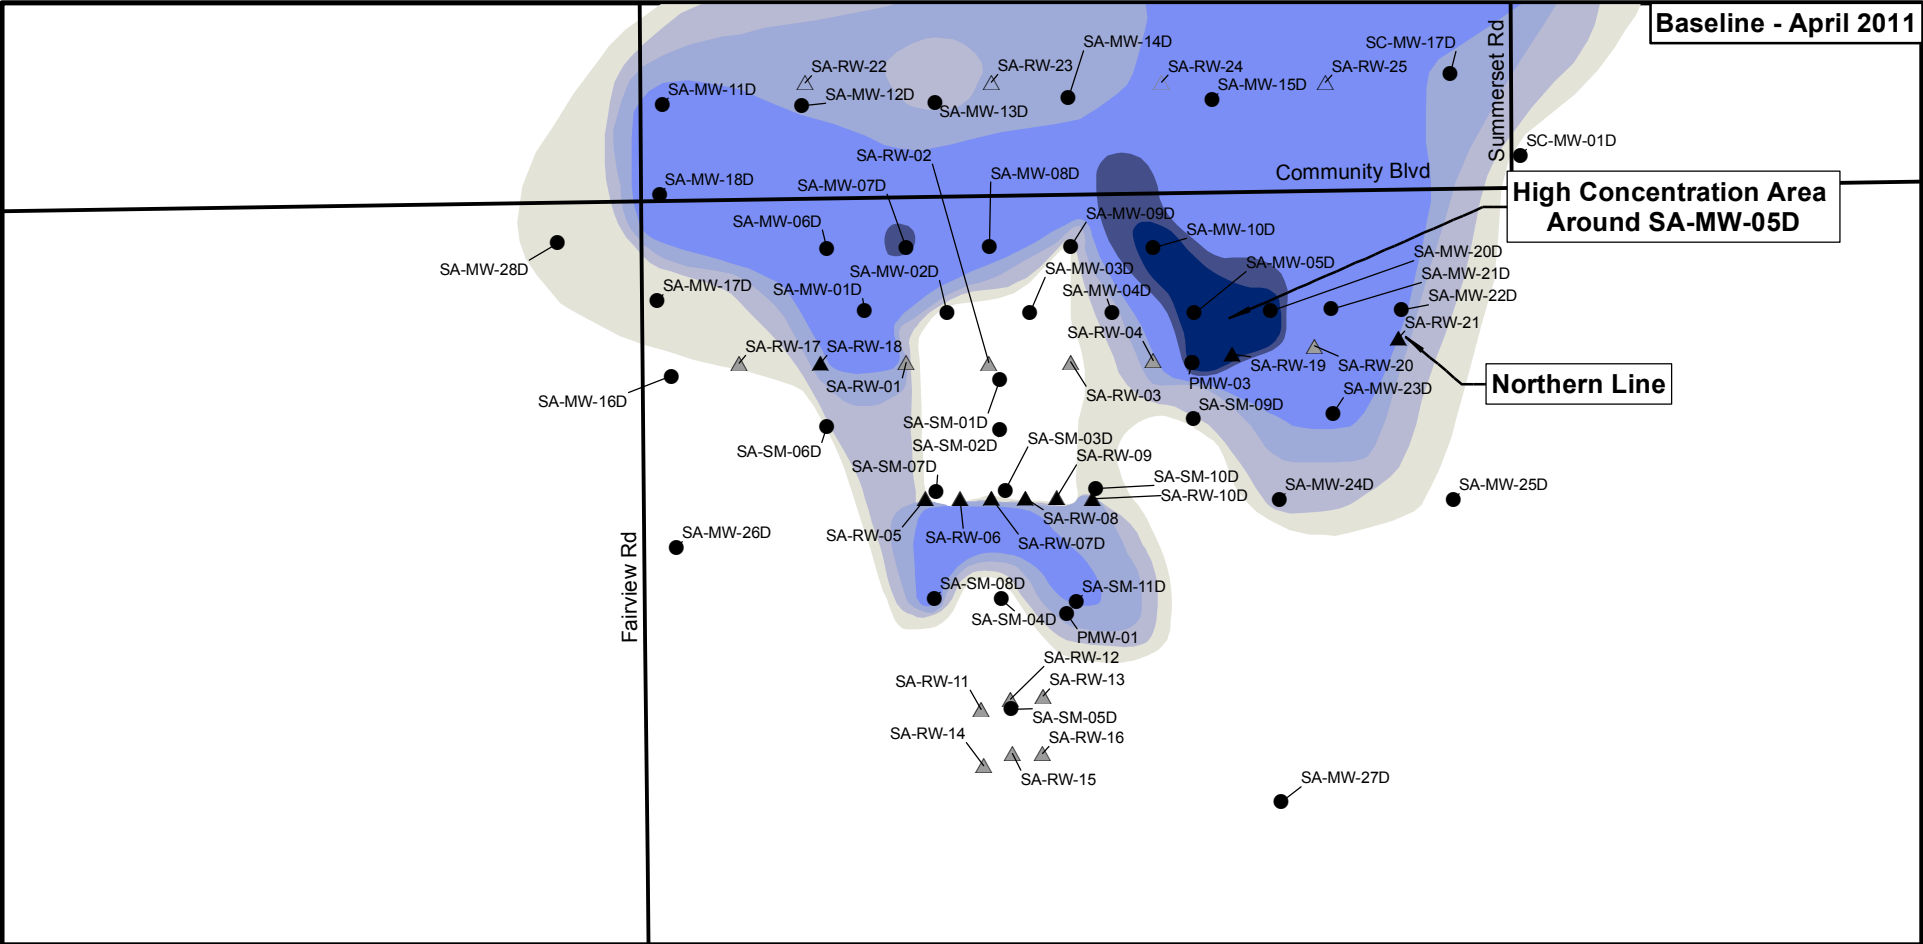 Baseline - April 2011
SA-MW-14D
SC-MW-17D
Summerset Rd
SA-RW-22
SA-RW-23
SA-RW-24
SA-RW-25
SA-MW-11D
SA-MW-12D
SA-MW-13D
SA-MW-15D
SC-MW-01D
SA-RW-02
SA-MW-18D
SA-MW-07D
SA-MW-08D
Community Blvd
High Concentration Area
Around SA-MW-05D
SA-MW-06D
SA-MW-09D
SA-MW-10D
SA-MW-28D
SA-MW-02D
SA-MW-03D
SA-MW-05D
SA-MW-20D
SA-MW-21D
SA-MW-17D
SA-MW-01D
SA-MW-04D
SA-MW-22D
SA-RW-21
SA-RW-17
SA-RW-18
SA-RW-04
SA-RW-19
SA-RW-20
SA-RW-01
SA-RW-03
PMW-03
SA-MW-23D
Northern Line
SA-MW-16D
SA-SM-01D
SA-SM-09D
SA-SM-06D
SA-SM-02D
SA-SM-03D
SA-SM-07D
SA-RW-09
SA-SM-10D
SA-RW-10D
SA-MW-24D
SA-MW-25D
SA-RW-08
SA-MW-26D
SA-RW-05
SA-RW-06
SA-RW-07D
Fairview Rd
SA-SM-08D
SA-SM-11D
SA-SM-04D
PMW-01
SA-RW-12
SA-RW-11
SA-RW-13
SA-SM-05D
SA-RW-14
SA-RW-16
SA-RW-15
SA-MW-27D